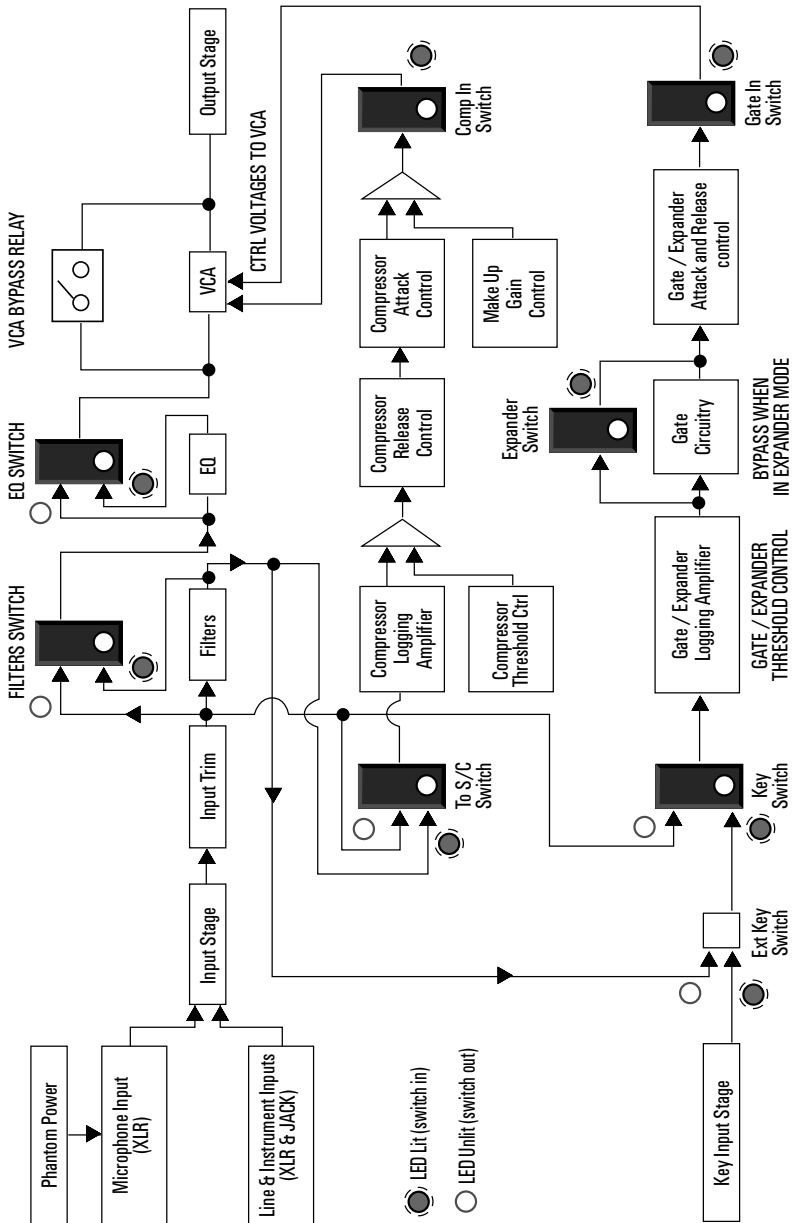 Phantom Power
Microphone Input
(XLR)
Line & Instrument Inputs
(XLR & JACK)
Input Stage
Input Trim
FILTERS SWITCH
Filters
EQ SWITCH
EQ
VCA BYPASS RELAY
VCA
Output Stage
CTRL VOLTAGES TO VCA
LED Lit (switch in)
LED Unlit (switch out)
To S/C
Switch
Compressor
Logging
Amplifier
Compressor
Threshold Ctrl
Compressor
Release
Control
Compressor
Attack
Control
Make Up
Gain
Control
Comp In
Switch
Key Input Stage
Ext Key
Switch
Key
Switch
Gate / Expander
Logging Amplifier
GATE / EXPANDER
THRESHOLD CONTROL
Expander
Switch
Gate
Circuitry
BYPASS WHEN
IN EXPANDER MODE
Gate / Expander
Attack and Release
control
Gate In
Switch